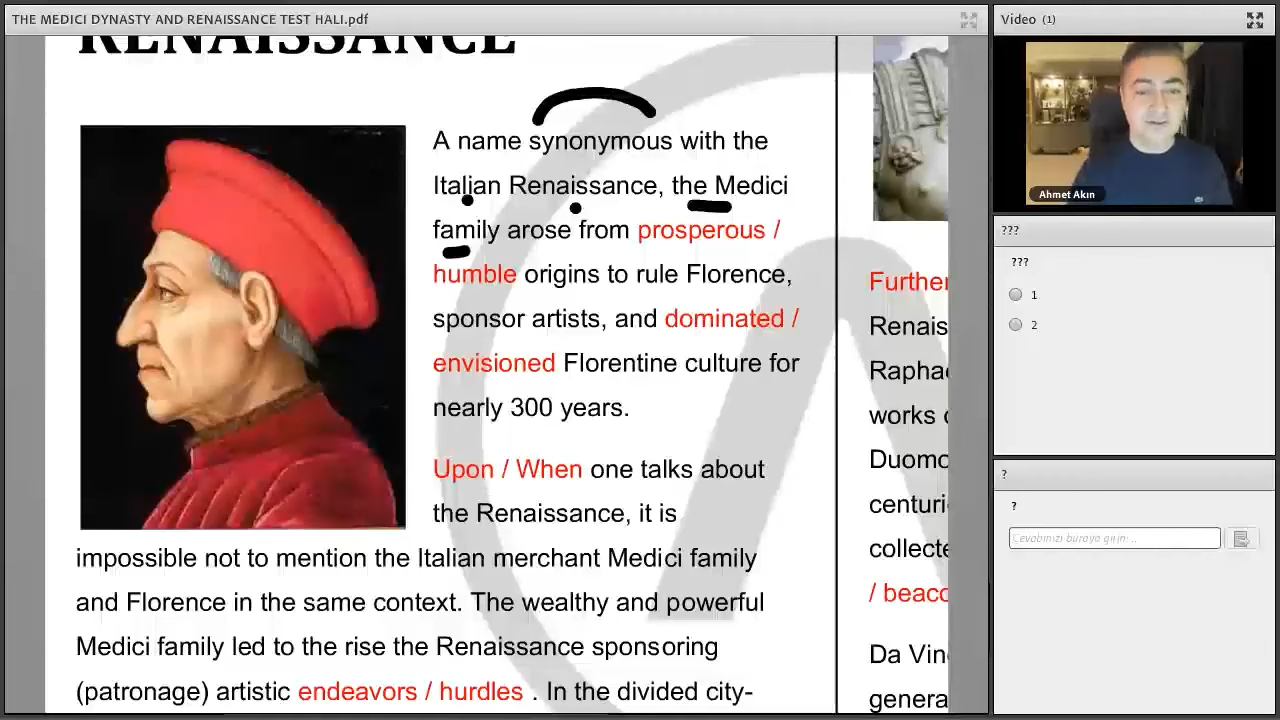 THE MEDICI DYNASTY AND RENAISSANCE TEST HALI.pdf
RENAISSANCE
A name synonymous with the
Italian Renaissance, the Medici
family arose from prosperous /
humble origins to rule Florence,
sponsor artists, and dominated /
envisioned Florentine culture for
nearly 300 years.
Upon / When one talks about
the Renaissance, it is
impossible not to mention the Italian merchant Medici family
and Florence in the same context. The wealthy and powerful
Medici family led to the rise the Renaissance sponsoring
(patronage) artistic endeavors / hurdles . In the divided city-
Further
Renais
Raphae
works o
Duomo
centuri
collecte
/ beaco
Da Vin
genera
Video (1)
Ahmet Akın
???
???
1
2
?
?
Cevabınızı buraya girin: ..